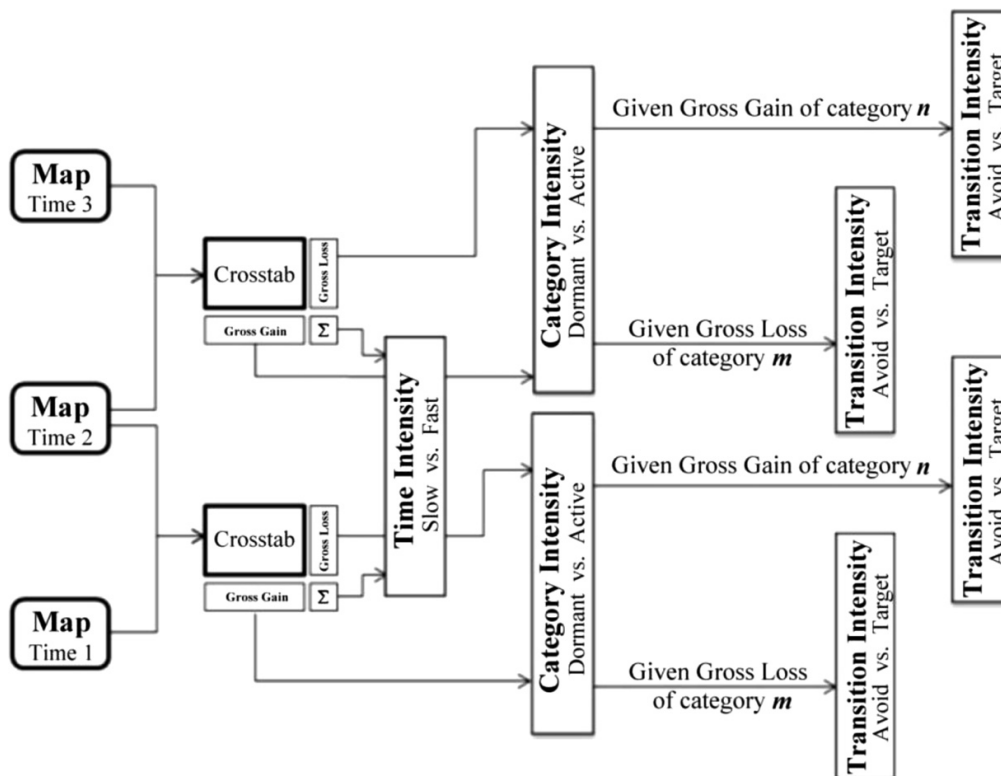 Map
Time 3
Map
Time 2
Map
Time 1
Crosstab
Gross Loss
Gross Gain
Σ
Crosstab
Gross Loss
Gross Gain
Σ
Time Intensity
Slow vs. Fast
Category Intensity
Dormant vs. Active
Category Intensity
Dormant vs. Active
Given Gross Gain of category n
Given Gross Loss
of category m
Given Gross Gain of category n
Given Gross Loss
of category m
Transition Intensity
Avoid vs. Target
Transition Intensity
Avoid vs. Target
Transition Intensity
Avoid vs. Target
Transition Intensity
Avoid vs. Target